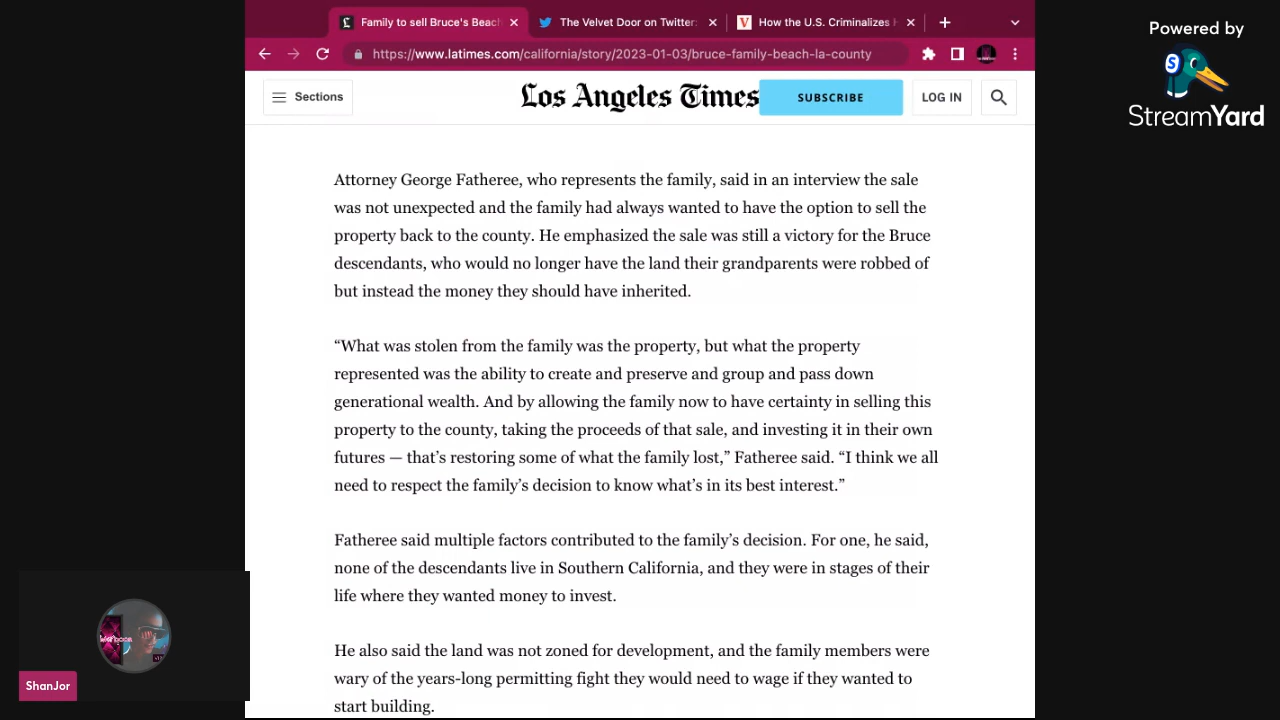 Family to sell Bruce's Beach
The Velvet Door on Twitter:
How the U.S. Criminalizes
https://www.latimes.com/california/story/2023-01-03/bruce-family-beach-la-county
Powered by
StreamYard
Sections
Los Angeles Times
SUBSCRIBE
LOG IN
Attorney George Fatheree, who represents the family, said in an interview the sale
was not unexpected and the family had always wanted to have the option to sell the
property back to the county. He emphasized the sale was still a victory for the Bruce
descendants, who would no longer have the land their grandparents were robbed of
but instead the money they should have inherited.
“What was stolen from the family was the property, but what the property
represented was the ability to create and preserve and group and pass down
generational wealth. And by allowing the family now to have certainty in selling this
property to the county, taking the proceeds of that sale, and investing it in their own
futures — that’s restoring some of what the family lost,” Fatheree said. “I think we all
need to respect the family’s decision to know what’s in its best interest.”
Fatheree said multiple factors contributed to the family’s decision. For one, he said,
none of the descendants live in Southern California, and they were in stages of their
life where they wanted money to invest.
He also said the land was not zoned for development, and the family members were
wary of the years-long permitting fight they would need to wage if they wanted to
start building.
ShanJor